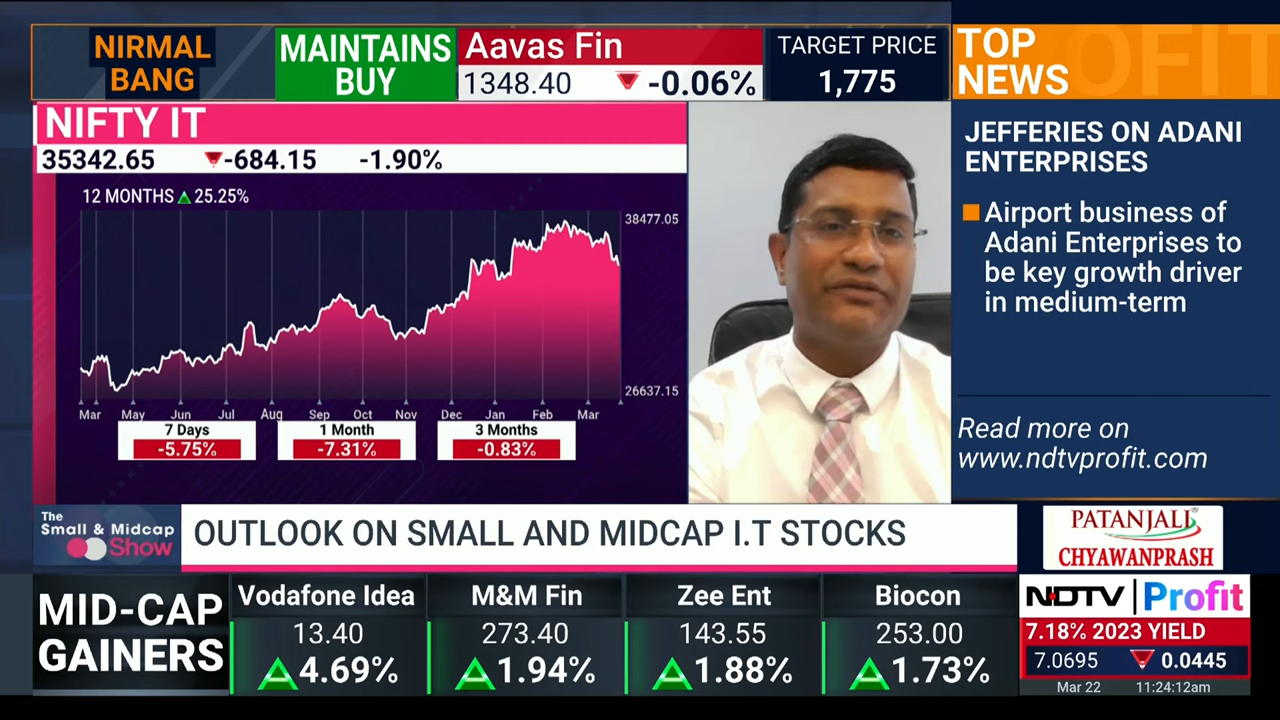 NIRMAL
BANG
MAINTAINS
BUY
Aavas Fin
1348.40 ▼ -0.06%
TARGET PRICE
1,775
TOP
NEWS
NIFTY IT
35342.65 ▼-684.15 -1.90%
12 MONTHS ▲ 25.25%
38477.05
26637.15
Mar May Jun Jul Aug Sep Oct Nov Dec Jan Feb Mar
7 Days
-5.75%
1 Month
-7.31%
3 Months
-0.83%
JEFFERIES ON ADANI
ENTERPRISES
Airport business of
Adani Enterprises to
be key growth driver
in medium-term
Read more on
www.ndtvprofit.com
The
Small & Midcap
Show
OUTLOOK ON SMALL AND MIDCAP I.T STOCKS
PATANJALI
CHYAWANPRASH
MID-CAP
GAINERS
Vodafone Idea
13.40
▲4.69%
M&M Fin
273.40
▲1.94%
Zee Ent
143.55
▲1.88%
Biocon
253.00
▲1.73%
NDTV Profit
7.18% 2023 YIELD
7.0695 ▼ 0.0445
Mar 22 11:24:12am